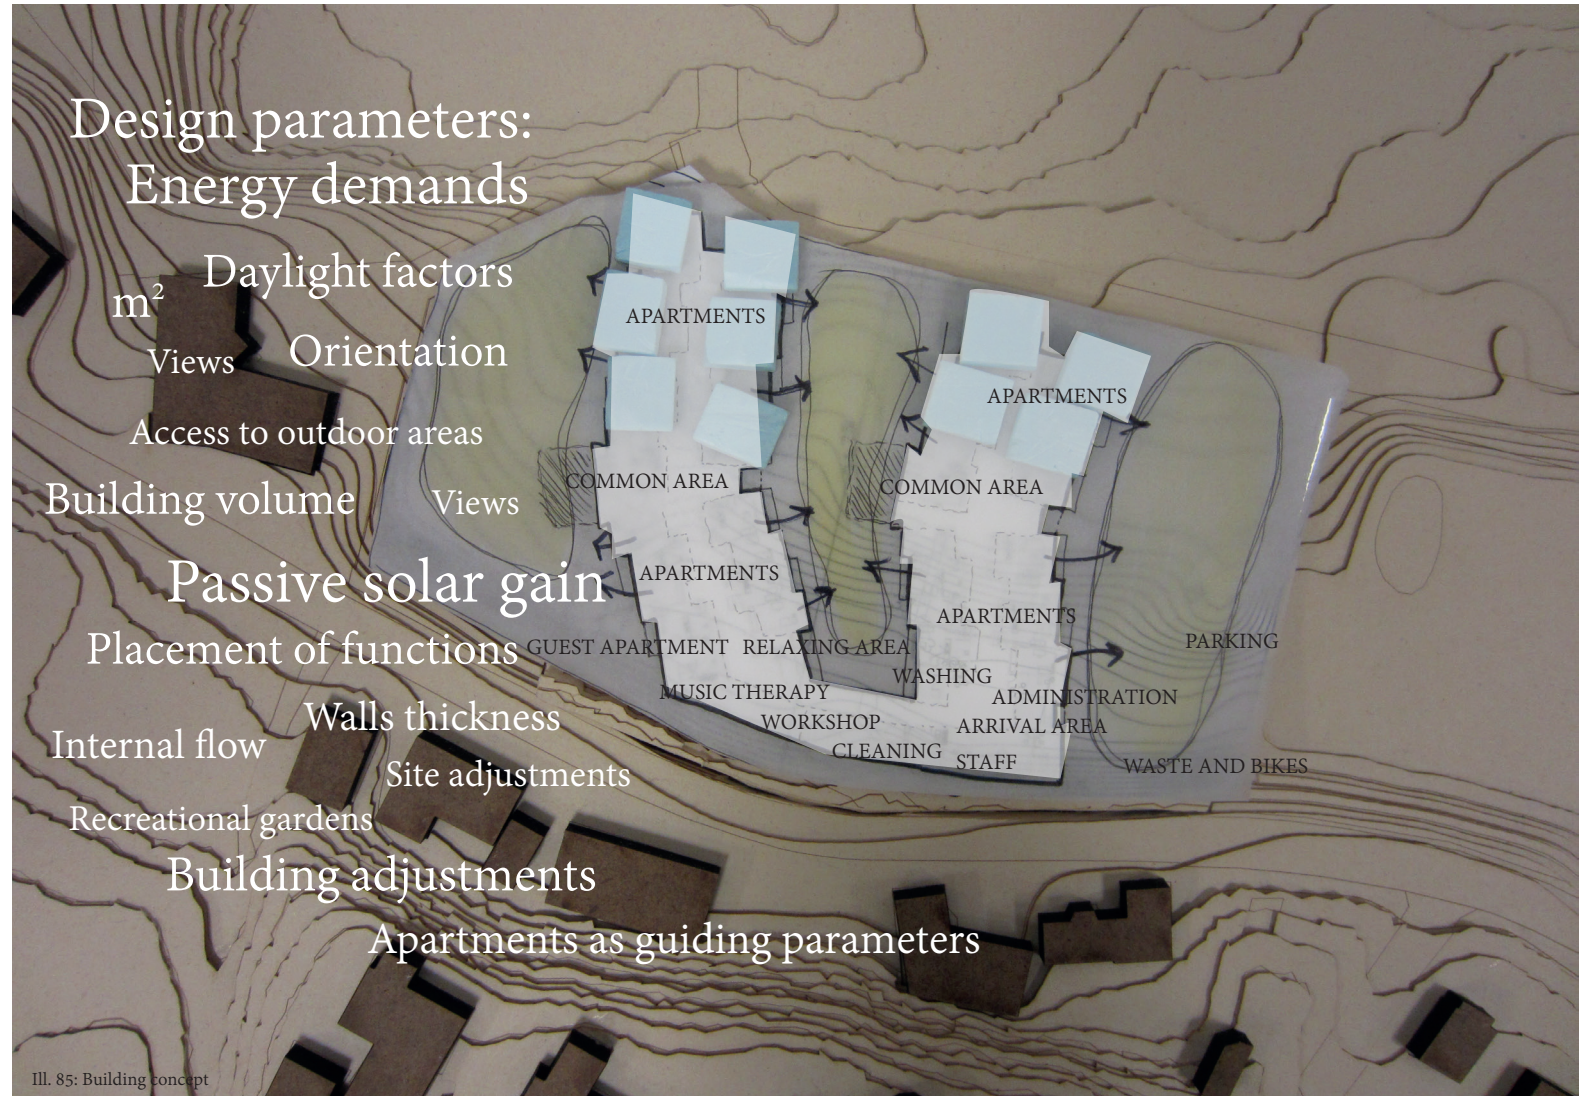 Design parameters:
Energy demands
Daylight factors
m²
Views
Orientation
Access to outdoor areas
Building volume
Views
Passive solar gain
Placement of functions
Walls thickness
Internal flow
Site adjustments
Recreational gardens
Building adjustments
Apartments as guiding parameters
APARTMENTS
APARTMENTS
COMMON AREA
COMMON AREA
APARTMENTS
APARTMENTS
GUEST APARTMENT
RELAXING AREA
PARKING
WASHING
MUSIC THERAPY
ADMINISTRATION
WORKSHOP
ARRIVAL AREA
CLEANING
STAFF
WASTE AND BIKES
Ill. 85: Building concept